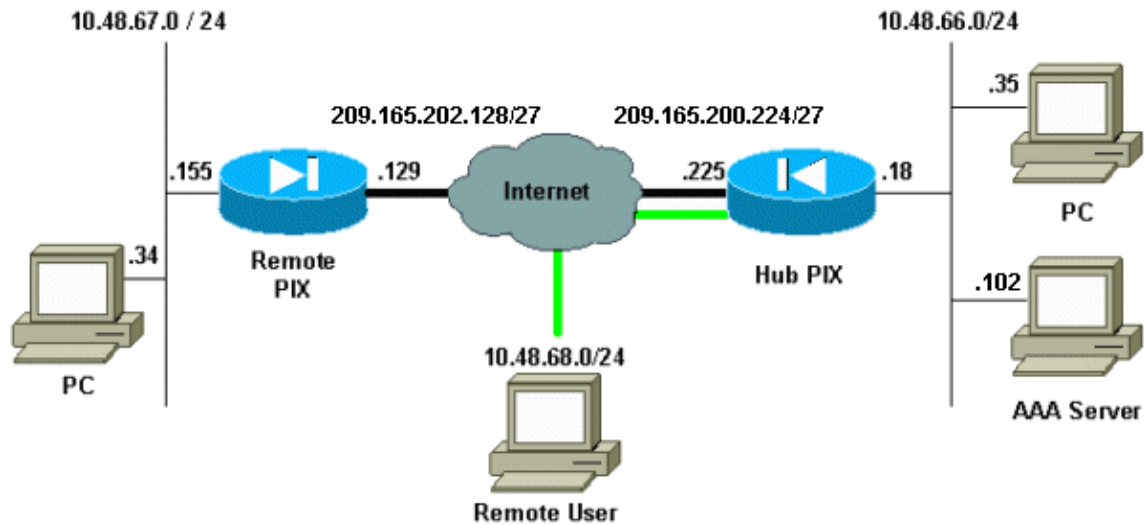 10.48.67.0 / 24
10.48.66.0/24
.35
209.165.202.128/27
209.165.200.224/27
.155
.129
Internet
.225
.18
PC
.34
Remote
PIX
Hub PIX
.102
10.48.68.0/24
PC
AAA Server
Remote User